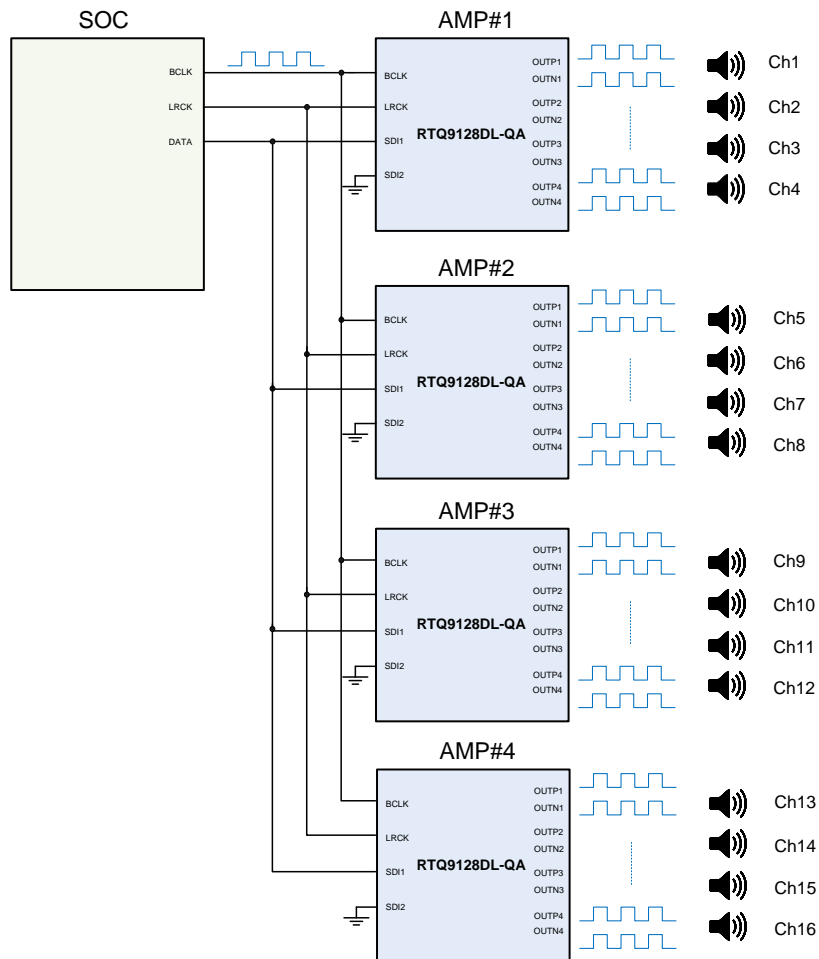 SOC
BCLK
LRCK
DATA
AMP#1
BCLK
LRCK
SDI1
SDI2
RTQ9128DL-QA
OUTP1
OUTN1
OUTP2
OUTN2
OUTP3
OUTN3
OUTP4
OUTN4
Ch1
Ch2
Ch3
Ch4
AMP#2
BCLK
LRCK
SDI1
SDI2
RTQ9128DL-QA
OUTP1
OUTN1
OUTP2
OUTN2
OUTP3
OUTN3
OUTP4
OUTN4
Ch5
Ch6
Ch7
Ch8
AMP#3
BCLK
LRCK
SDI1
SDI2
RTQ9128DL-QA
OUTP1
OUTN1
OUTP2
OUTN2
OUTP3
OUTN3
OUTP4
OUTN4
Ch9
Ch10
Ch11
Ch12
AMP#4
BCLK
LRCK
SDI1
SDI2
RTQ9128DL-QA
OUTP1
OUTN1
OUTP2
OUTN2
OUTP3
OUTN3
OUTP4
OUTN4
Ch13
Ch14
Ch15
Ch16